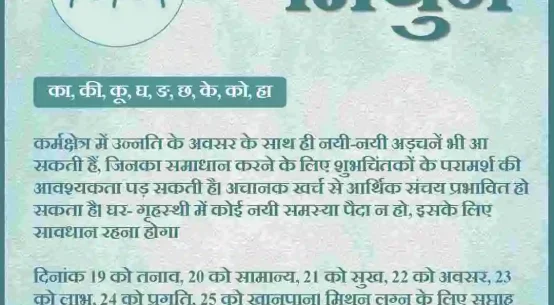 मिथुन
का, की, कू, घ, ङ, छ, के, को, हा
कर्मक्षेत्र में उन्नति के अवसर के साथ ही नयी-नयी अड़चनें भी आ
सकती हैं, जिनका समाधान करने के लिए शुभचिंतकों के परामर्श की
आवश्यकता पड़ सकती है। अचानक खर्च से आर्थिक संचय प्रभावित हो
सकता है। घर- गृहस्थी में कोई नयी समस्या पैदा न हो, इसके लिए
सावधान रहना होगा
दिनांक 19 को तनाव, 20 को सामान्य, 21 को सुख, 22 को अवसर, 23
को लाभ, 24 को प्रगति, 25 को खानपान। मिथुन लग्न के लिए सप्ताह